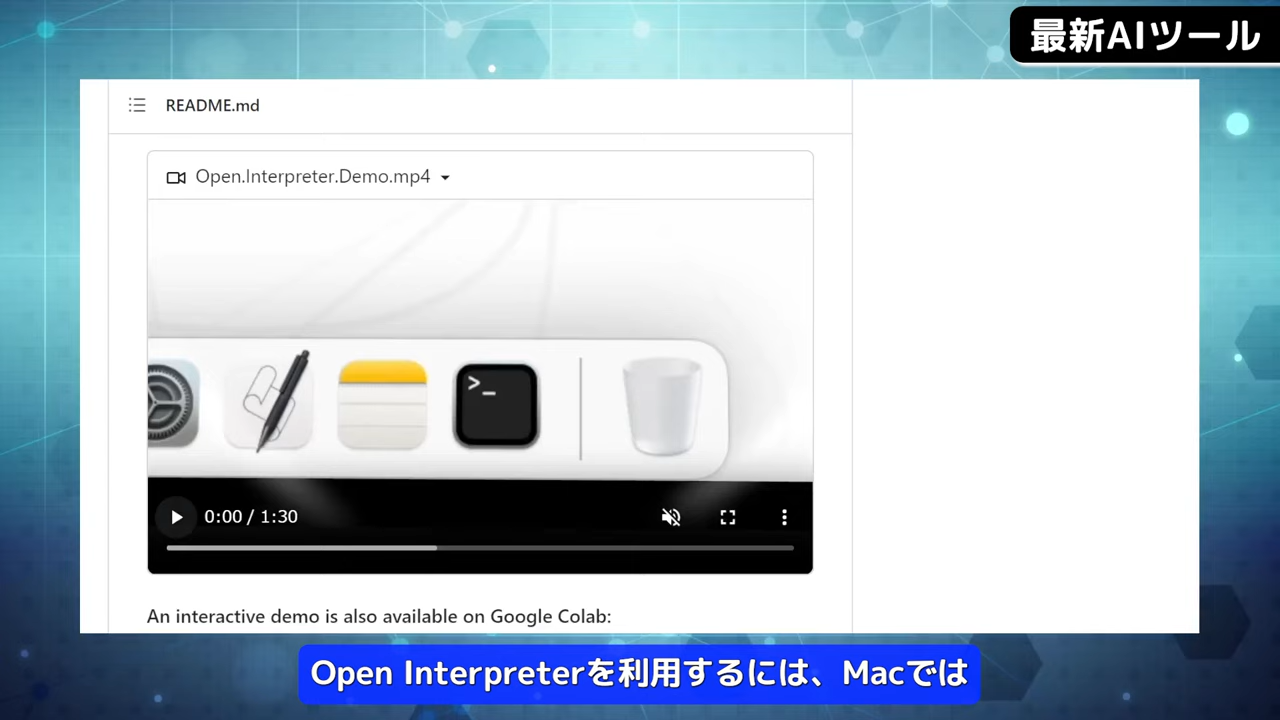 最新AIツール
README.md
Open.Interpreter.Demo.mp4
>_
0:00 / 1:30
An interactive demo is also available on Google Colab:
Open Interpreterを利用するには、Macでは